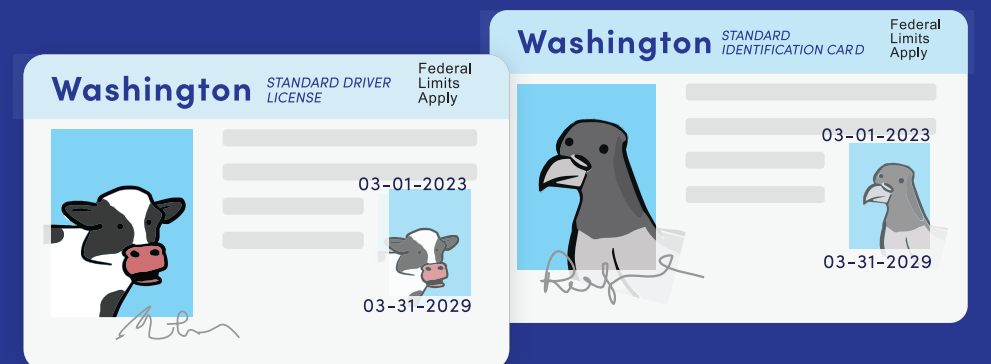 Washington
STANDARD DRIVER
LICENSE
Federal
Limits
Apply
03-01-2023
03-31-2029
Washington
STANDARD
IDENTIFICATION CARD
Federal
Limits
Apply
03-01-2023
03-31-2029